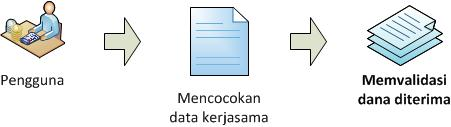 Pengguna
Mencocokan
data kerjasama
Memvalidasi
dana diterima